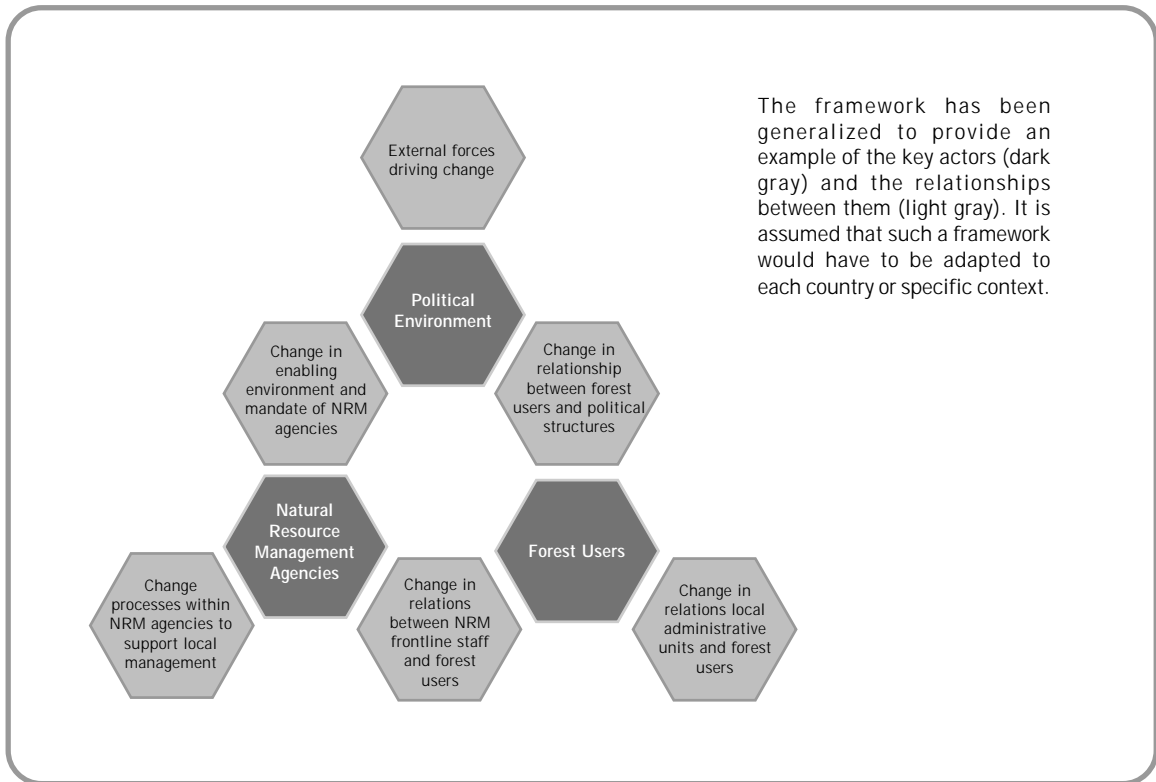 External forces
driving change
The framework has been
generalized to provide an
example of the key actors (dark
gray) and the relationships
between them (light gray). It is
assumed that such a framework
would have to be adapted to
each country or specific context.
Political
Environment
Change in
enabling
environment and
mandate of NRM
agencies
Change in
relationship
between forest
users and political
structures
Natural
Resource
Management
Agencies
Forest Users
Change
processes within
NRM agencies to
support local
management
Change in
relations
between NRM
frontline staff
and forest
users
Change in
relations local
administrative
units and forest
users